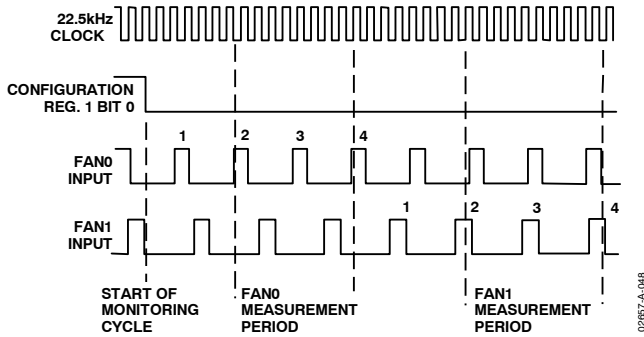 22.5kHz
CLOCK
CONFIGURATION
REG. 1 BIT 0
1 2 3 4
FAN0
INPUT
1 2 3 4
FAN1
INPUT
START OF
MONITORING
CYCLE
FAN0
MEASUREMENT
PERIOD
FAN1
MEASUREMENT
PERIOD
02657-A-048